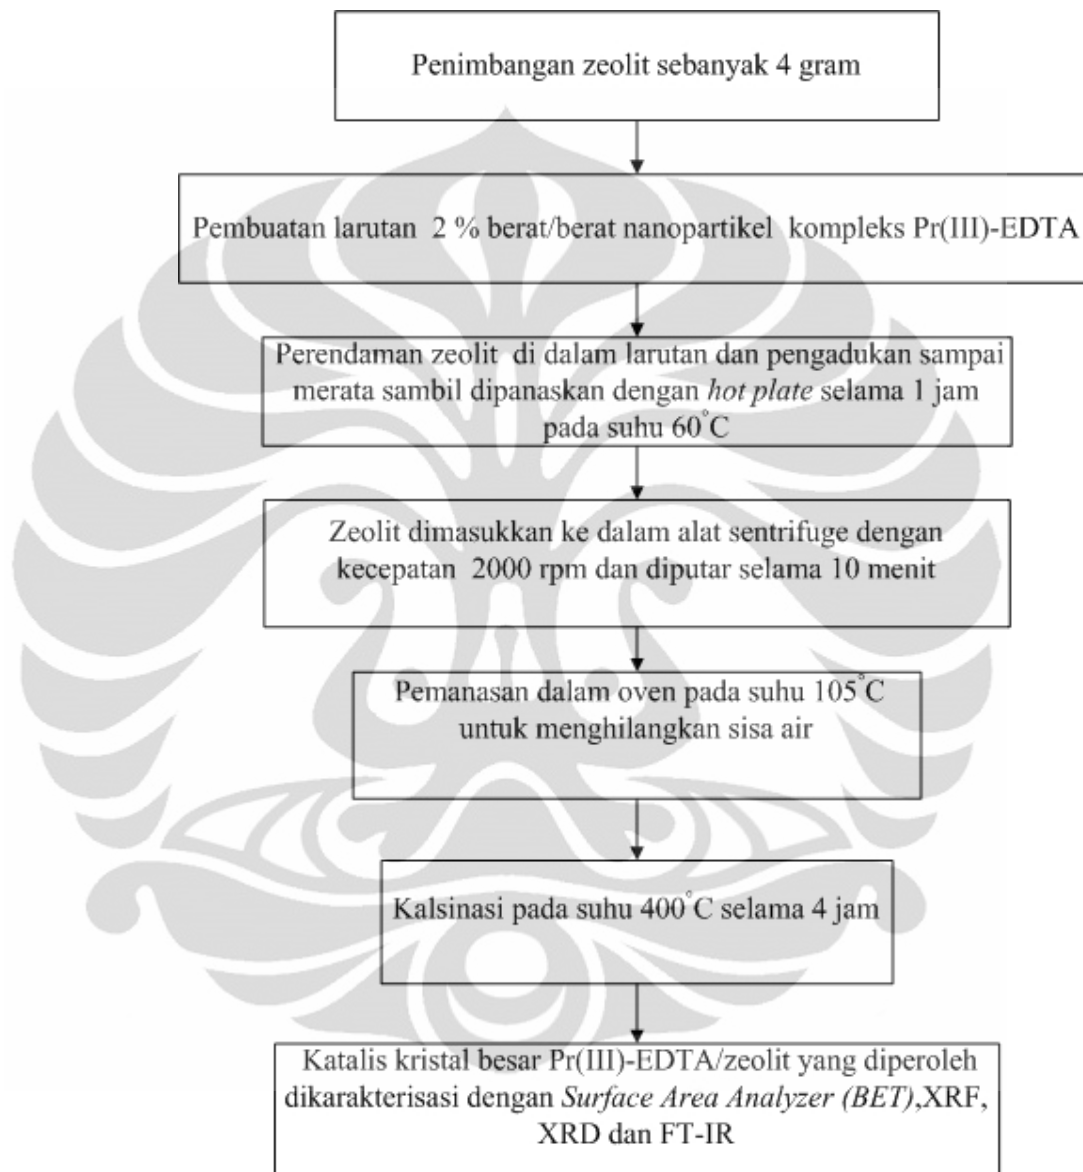 Penimbangan zeolit sebanyak 4 gram
Pembuatan larutan 2 % berat/berat nanopartikel kompleks Pr(III)-EDTA
Perendaman zeolit di dalam larutan dan pengadukan sampai
merata sambil dipanaskan dengan hot plate selama 1 jam
pada suhu 60°C
Zeolit dimasukkan ke dalam alat sentrifuge dengan
kecepatan 2000 rpm dan diputar selama 10 menit
Pemanasan dalam oven pada suhu 105°C
untuk menghilangkan sisa air
Kalsinasi pada suhu 400°C selama 4 jam
Katalis kristal besar Pr(III)-EDTA/zeolit yang diperoleh
dikarakterisasi dengan Surface Area Analyzer (BET),XRF,
XRD dan FT-IR